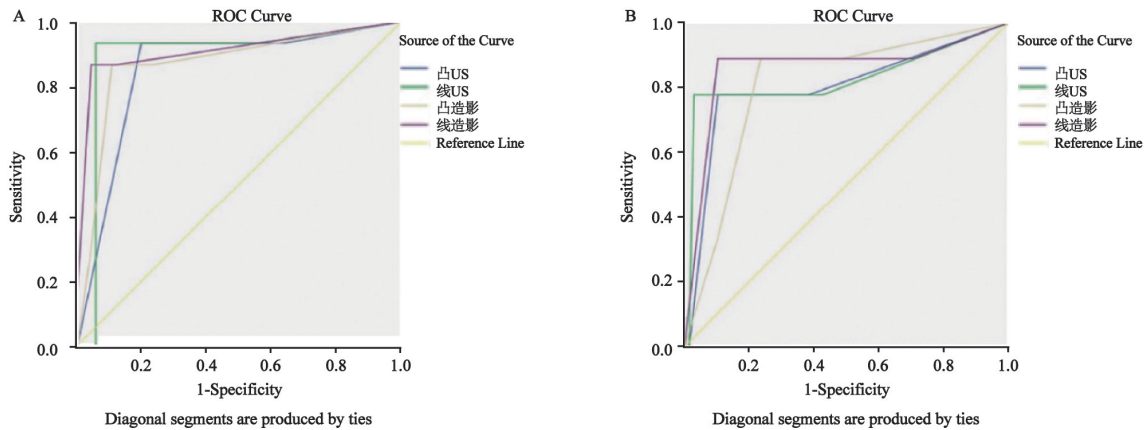 A
ROC Curve
Source of the Curve
凸US
线US
凸造影
线造影
Reference Line
Sensitivity
1.0
0.8
0.6
0.4
0.2
0.0
0.2
0.4
0.6
0.8
1.0
1-Specificity
Diagonal segments are produced by ties
B
ROC Curve
Source of the Curve
凸US
线US
凸造影
线造影
Reference Line
Sensitivity
1.0
0.8
0.6
0.4
0.2
0.0
0.2
0.4
0.6
0.8
1.0
1-Specificity
Diagonal segments are produced by ties